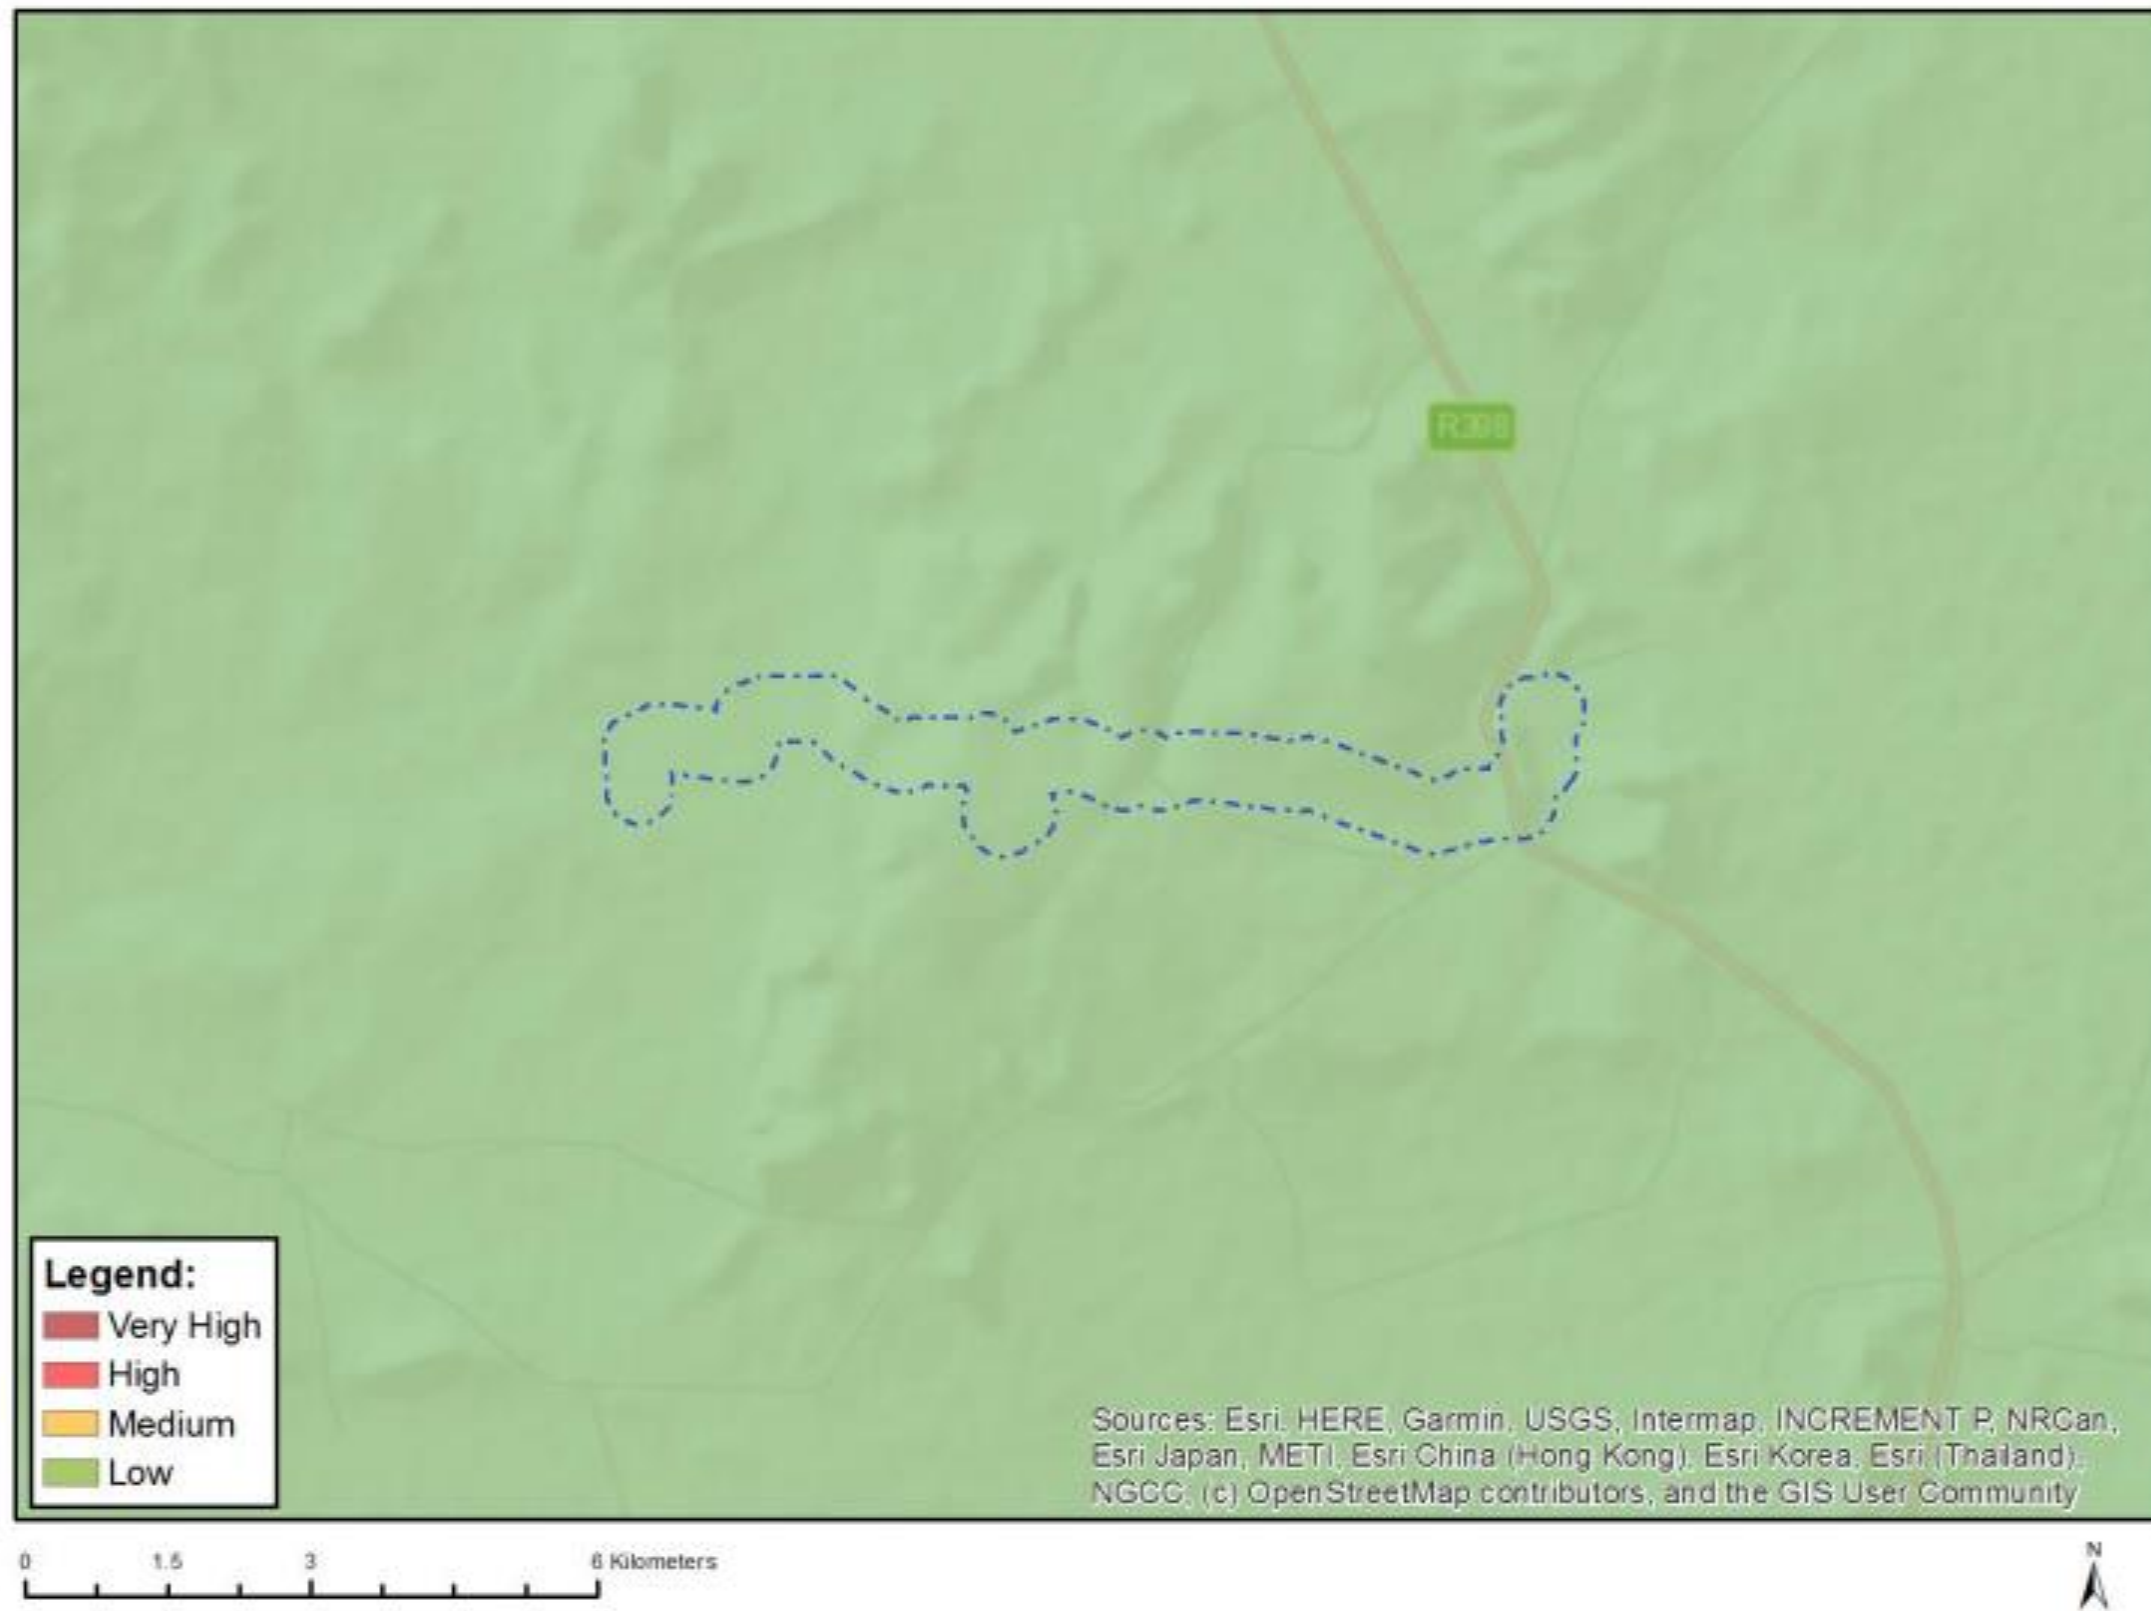 R398
Legend:
Very High
High
Medium
Low
Sources: Esri, HERE, Garmin, USGS, Intermap, INCREMENT P, NRCan,
Esri Japan, METI, Esri China (Hong Kong), Esri Korea, Esri (Thailand),
NGCC, (c) OpenStreetMap contributors, and the GIS User Community
0 1.5 3 6 Kilometers
N